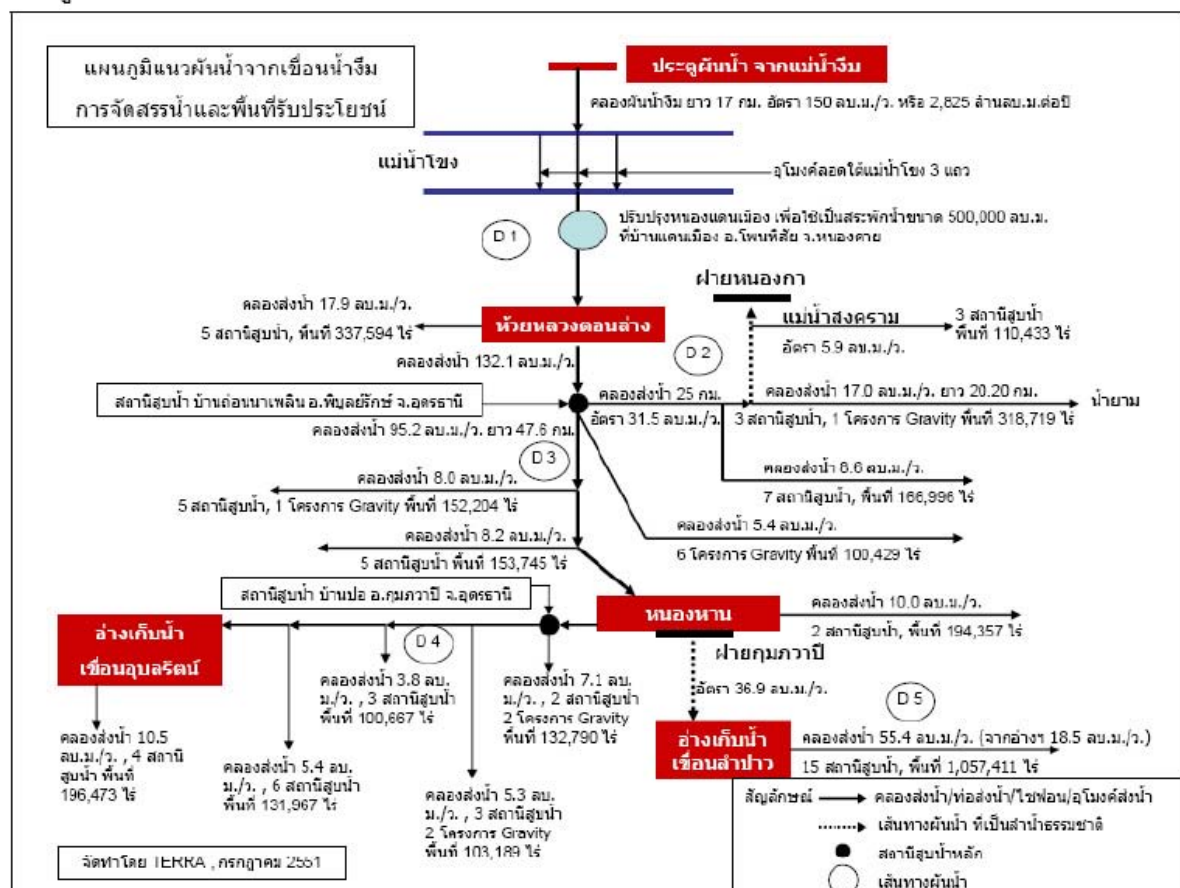 แผนภูมิแนวผันน้ำจากเขื่อนน้ำงึม
การจัดสรรน้ำและพื้นที่รับประโยชน์
ประตูผันน้ำ จากแม่น้ำงึม
คลองผันน้ำงึม ยาว 17 กม. อัตรา 150 ลบ.ม./ว. หรือ 2,825 ล้านลบ.ม.ต่อปี
แม่น้ำโขง
อุโมงค์ลอดใต้แม่น้ำโขง 3 แถว
D 1
ปรับปรุงหนองแดนเมือง เพื่อใช้เป็นสระพักน้ำขนาด 500,000 ลบ.ม.
ที่บ้านแดนเมือง อ.โพนพิสัย จ.หนองคาย
ฝายหนองกา
คลองส่งน้ำ 17.9 ลบ.ม./ว.
5 สถานีสูบน้ำ, พื้นที่ 337,594 ไร่
ห้วยหลวงตอนล่าง
แม่น้ำสงคราม
อัตรา 5.9 ลบ.ม./ว.
3 สถานีสูบน้ำ
พื้นที่ 110,433 ไร่
D 2
คลองส่งน้ำ 132.1 ลบ.ม./ว.
สถานีสูบน้ำ บ้านถ่อนนาเพลิน อ.พิบูลย์รักษ์ จ.อุดรธานี
คลองส่งน้ำ 25 กม.
อัตรา 31.5 ลบ.ม./ว.
คลองส่งน้ำ 17.0 ลบ.ม./ว. ยาว 20.20 กม.
3 สถานีสูบน้ำ, 1 โครงการ Gravity พื้นที่ 318,719 ไร่
น้ำยาม
คลองส่งน้ำ 95.2 ลบ.ม./ว. ยาว 47.6 กม.
D 3
คลองส่งน้ำ 8.6 ลบ.ม./ว.
7 สถานีสูบน้ำ, พื้นที่ 166,996 ไร่
คลองส่งน้ำ 8.0 ลบ.ม./ว.
5 สถานีสูบน้ำ, 1 โครงการ Gravity พื้นที่ 152,204 ไร่
คลองส่งน้ำ 5.4 ลบ.ม./ว.
6 โครงการ Gravity พื้นที่ 100,429 ไร่
คลองส่งน้ำ 8.2 ลบ.ม./ว.
5 สถานีสูบน้ำ พื้นที่ 153,745 ไร่
สถานีสูบน้ำ บ้านปอ อ.กุมภวาปี จ.อุดรธานี
หนองหาน
คลองส่งน้ำ 10.0 ลบ.ม./ว.
2 สถานีสูบน้ำ, พื้นที่ 194,357 ไร่
อ่างเก็บน้ำ
เขื่อนอุบลรัตน์
D 4
ฝายกุมภวาปี
อัตรา 36.9 ลบ.ม./ว.
คลองส่งน้ำ 3.8 ลบ.
ม./ว. , 3 สถานีสูบน้ำ
พื้นที่ 100,667 ไร่
คลองส่งน้ำ 7.1 ลบ.
ม./ว. , 2 สถานีสูบน้ำ
2 โครงการ Gravity
พื้นที่ 132,790 ไร่
D 5
อ่างเก็บน้ำ
เขื่อนลำปาว
คลองส่งน้ำ 55.4 ลบ.ม./ว. (จากอ่างฯ 18.5 ลบ.ม./ว.)
15 สถานีสูบน้ำ, พื้นที่ 1,057,411 ไร่
คลองส่งน้ำ 10.5
ลบ.ม./ว. , 4 สถานี
สูบน้ำ พื้นที่
196,473 ไร่
คลองส่งน้ำ 5.4 ลบ.
ม./ว. , 6 สถานีสูบน้ำ
พื้นที่ 131,967 ไร่
คลองส่งน้ำ 5.3 ลบ.
ม./ว. , 3 สถานีสูบน้ำ
2 โครงการ Gravity
พื้นที่ 103,189 ไร่
สัญลักษณ์
คลองส่งน้ำ/ท่อส่งน้ำ/ไซฟอน/อุโมงค์ส่งน้ำ
เส้นทางผันน้ำ ที่เป็นลำน้ำธรรมชาติ
สถานีสูบน้ำหลัก
เส้นทางผันน้ำ
จัดทำโดย TERRA , กรกฎาคม 2551